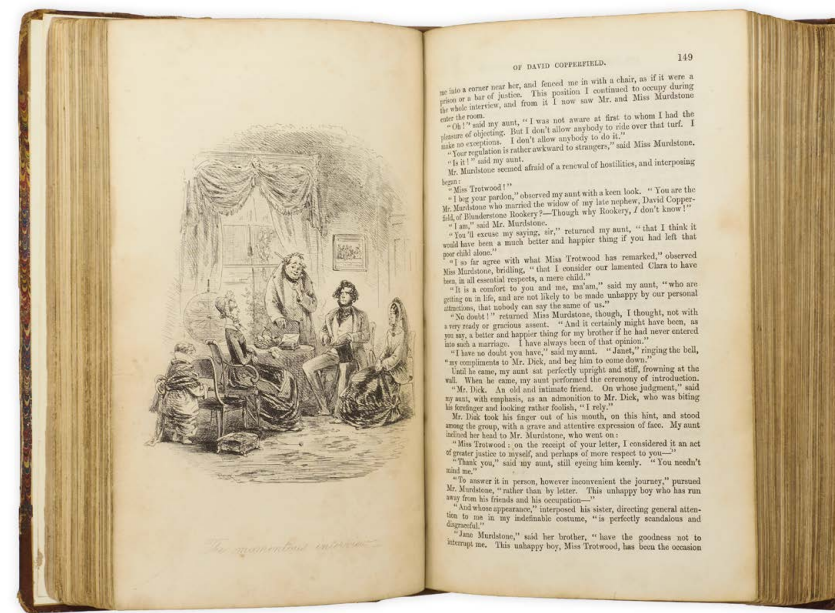 The momentous interview
OF DAVID COPPERFIELD.
149
me into a corner near her, and fenced me in with a chair, as if it were a
prison or a bar of justice. This position I continued to occupy during
the whole interview, and from it I now saw Mr. and Miss Murdstone
enter the room.
"Oh!" said my aunt, "I was not aware at first to whom I had the
pleasure of objecting. But I don't allow anybody to ride over that turf. I
make no exceptions. I don't allow anybody to do it."
"Your regulation is rather awkward to strangers," said Miss Murdstone.
"Is it!" said my aunt.
Mr. Murdstone seemed afraid of a renewal of hostilities, and interposing
began:
"Miss Trotwood!"
"I beg your pardon," observed my aunt with a keen look. "You are the
Mr. Murdstone who married the widow of my late nephew, David Copper-
field, of Blunderstone Rookery?—Though why Rookery, I don't know!"
"I am," said Mr. Murdstone.
"You'll excuse my saying, sir," returned my aunt, "that I think it
would have been a much better and happier thing if you had left that
poor child alone."
"I so far agree with what Miss Trotwood has remarked," observed
Miss Murdstone, bridling, "that I consider our lamented Clara to have
been, in all essential respects, a mere child."
"It is a comfort to you and me, ma'am," said my aunt, "who are
getting on in life, and are not likely to be made unhappy by our personal
attractions, that nobody can say the same of us."
"No doubt!" returned Miss Murdstone, though, I thought, not with
a very ready or gracious assent. "And it certainly might have been, as
you say, a better and happier thing for my brother if he had never entered
into such a marriage. I have always been of that opinion."
"I have no doubt you have," said my aunt. "Janet," ringing the bell,
"my compliments to Mr. Dick, and beg him to come down."
Until he came, my aunt sat perfectly upright and stiff, frowning at the
wall. When he came, my aunt performed the ceremony of introduction.
"Mr. Dick. An old and intimate friend. On whose judgment," said
my aunt, with emphasis, as an admonition to Mr. Dick, who was biting
his forefinger and looking rather foolish, "I rely."
Mr. Dick took his finger out of his mouth, on this hint, and stood
among the group, with a grave and attentive expression of face. My aunt
inclined her head to Mr. Murdstone, who went on:
"Miss Trotwood: on the receipt of your letter, I considered it an act
of greater justice to myself, and perhaps of more respect to you—"
"Thank you," said my aunt, still eyeing him keenly. "You needn't
mind me."
"To answer it in person, however inconvenient the journey," pursued
Mr. Murdstone, "rather than by letter. This unhappy boy who has run
away from his friends and his occupation—"
"And whose appearance," interposed his sister, directing general atten-
tion to me in my indefinable costume, "is perfectly scandalous and
disgraceful."
"Jane Murdstone," said her brother, "have the goodness not to
interrupt me. This unhappy boy, Miss Trotwood, has been the occasion